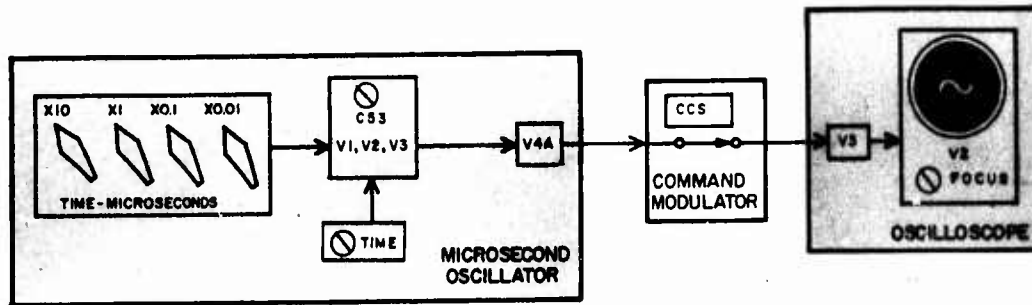 X10 X1 X0.1 X0.01
TIME-MICROSECONDS
C53
V1, V2, V3
TIME
V4A
MICROSECOND
OSCILLATOR
CCS
COMMAND
MODULATOR
V3
V2
FOCUS
OSCILLOSCOPE